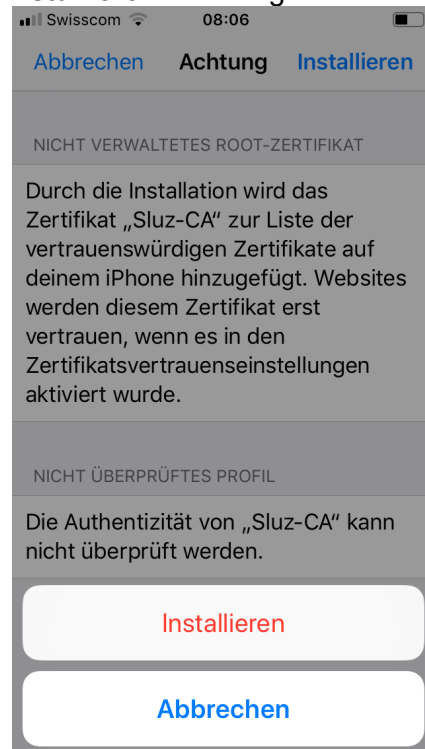 Swisscom 08:06
Abbrechen Achtung Installieren
NICHT VERWALTETES ROOT-ZERTIFIKAT
Durch die Installation wird das
Zertifikat „Sluz-CA“ zur Liste der
vertrauenswürdigen Zertifikate auf
deinem iPhone hinzugefügt. Websites
werden diesem Zertifikat erst
vertrauen, wenn es in den
Zertifikatsvertrauenseinstellungen
aktiviert wurde.
NICHT ÜBERPRÜFTES PROFIL
Die Authentizität von „Sluz-CA“ kann
nicht überprüft werden.
Installieren
Abbrechen